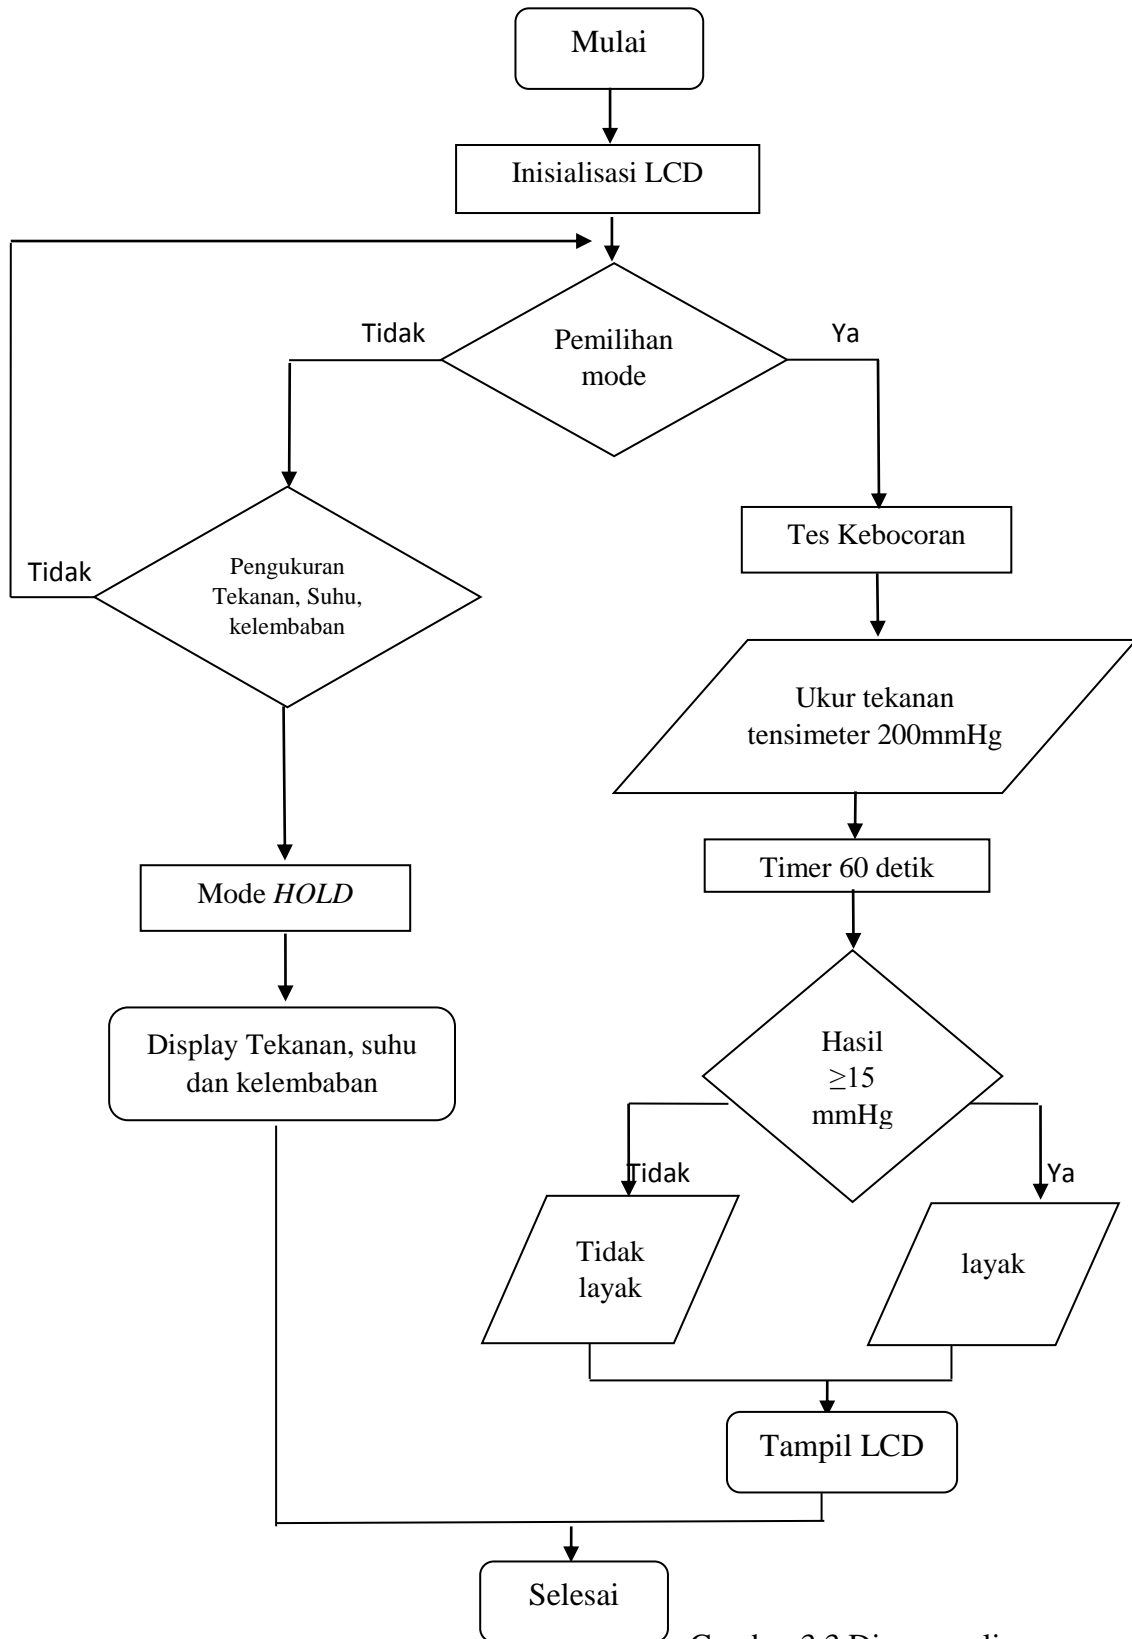 Mulai
Inisialisasi LCD
Tidak
Pemilihan
mode
Ya
Tidak
Pengukuran
Tekanan, Suhu,
kelembaban
Tes Kebocoran
Ukur tekanan
tensimeter 200mmHg
Mode HOLD
Timer 60 detik
Display Tekanan, suhu
dan kelembaban
Hasil
≥15
mmHg
Tidak
Ya
Tidak
layak
layak
Tampil LCD
Selesai